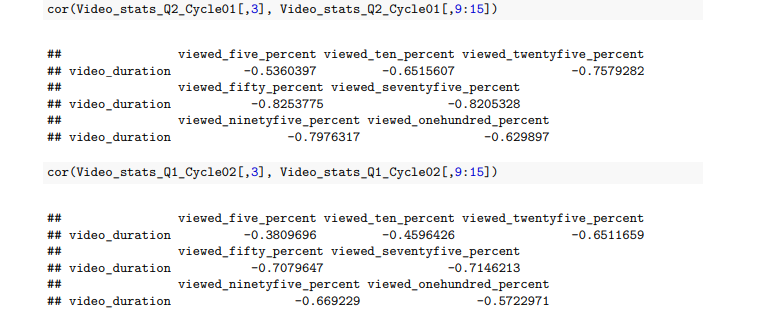 cor(Video_stats_Q2_Cycle01[,3], Video_stats_Q2_Cycle01[,9:15])
## viewed_five_percent viewed_ten_percent viewed_twentyfive_percent
## video_duration -0.5360397 -0.6515607 -0.7579282
## viewed_fifty_percent viewed_seventyfive_percent
## video_duration -0.8253775 -0.8205328
## viewed_ninetyfive_percent viewed_onehundred_percent
## video_duration -0.7976317 -0.629897
cor(Video_stats_Q1_Cycle02[,3], Video_stats_Q1_Cycle02[,9:15])
## viewed_five_percent viewed_ten_percent viewed_twentyfive_percent
## video_duration -0.3809696 -0.4596426 -0.6511659
## viewed_fifty_percent viewed_seventyfive_percent
## video_duration -0.7079647 -0.7146213
## viewed_ninetyfive_percent viewed_onehundred_percent
## video_duration -0.669229 -0.5722971